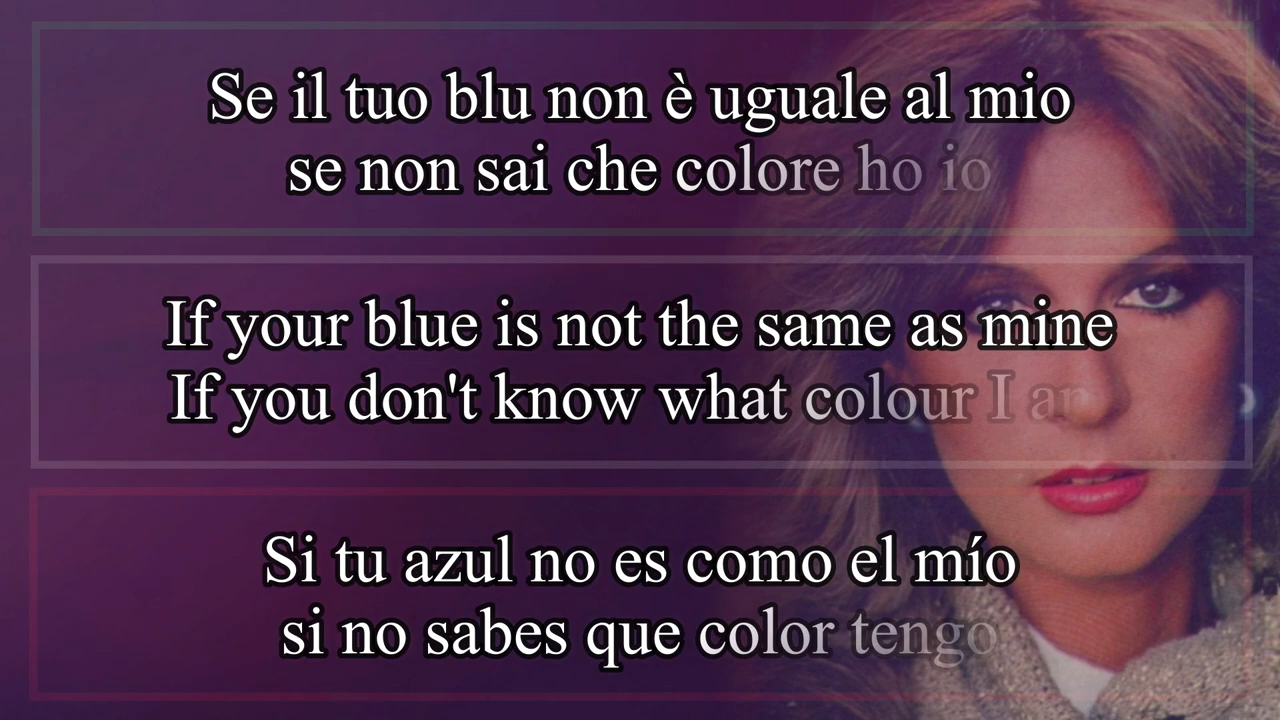 Se il tuo blu non è uguale al mio
se non sai che colore ho io
If your blue is not the same as mine
If you don't know what colour I
Si tu azul no es como el mío
si no sabes que color tengo